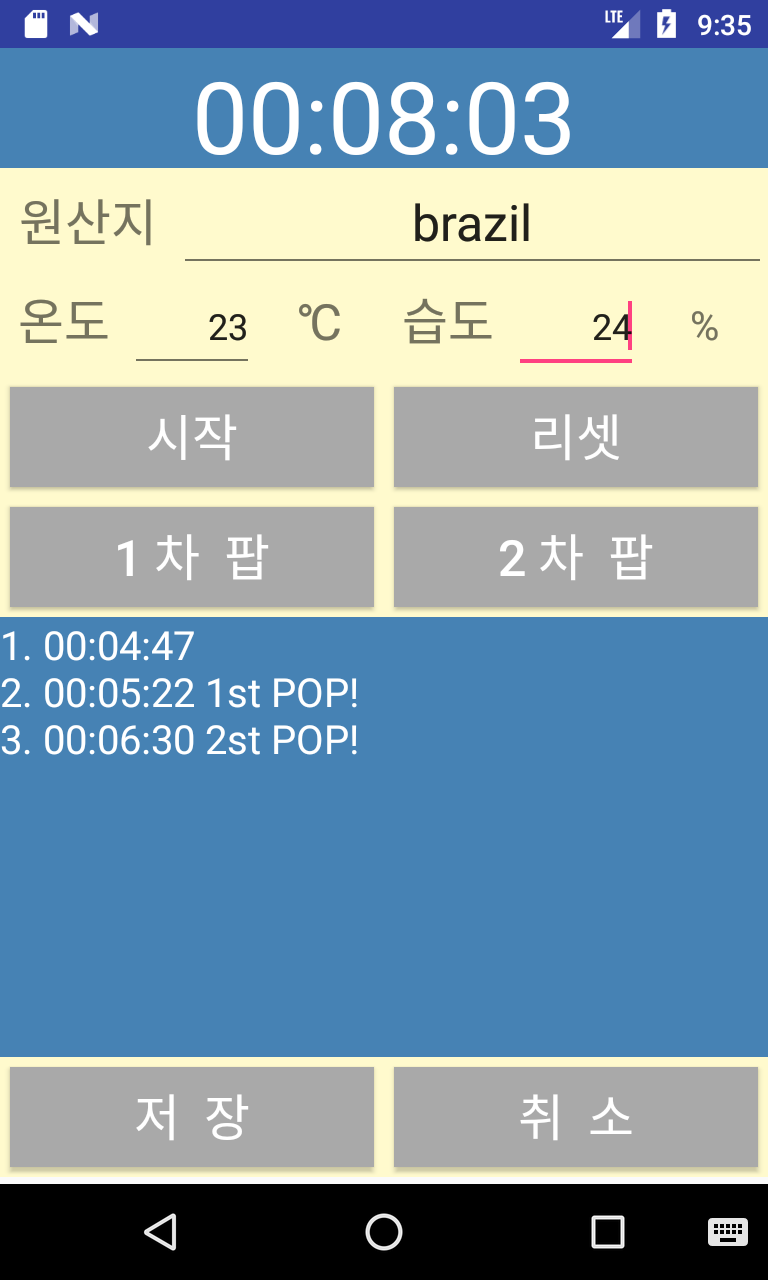 LTE 9:35
00:08:03
원산지 brazil
온도 23 ℃ 습도 24 %
시작 리셋
1 차 팝 2 차 팝
1. 00:04:47
2. 00:05:22 1st POP!
3. 00:06:30 2st POP!
저 장 취 소